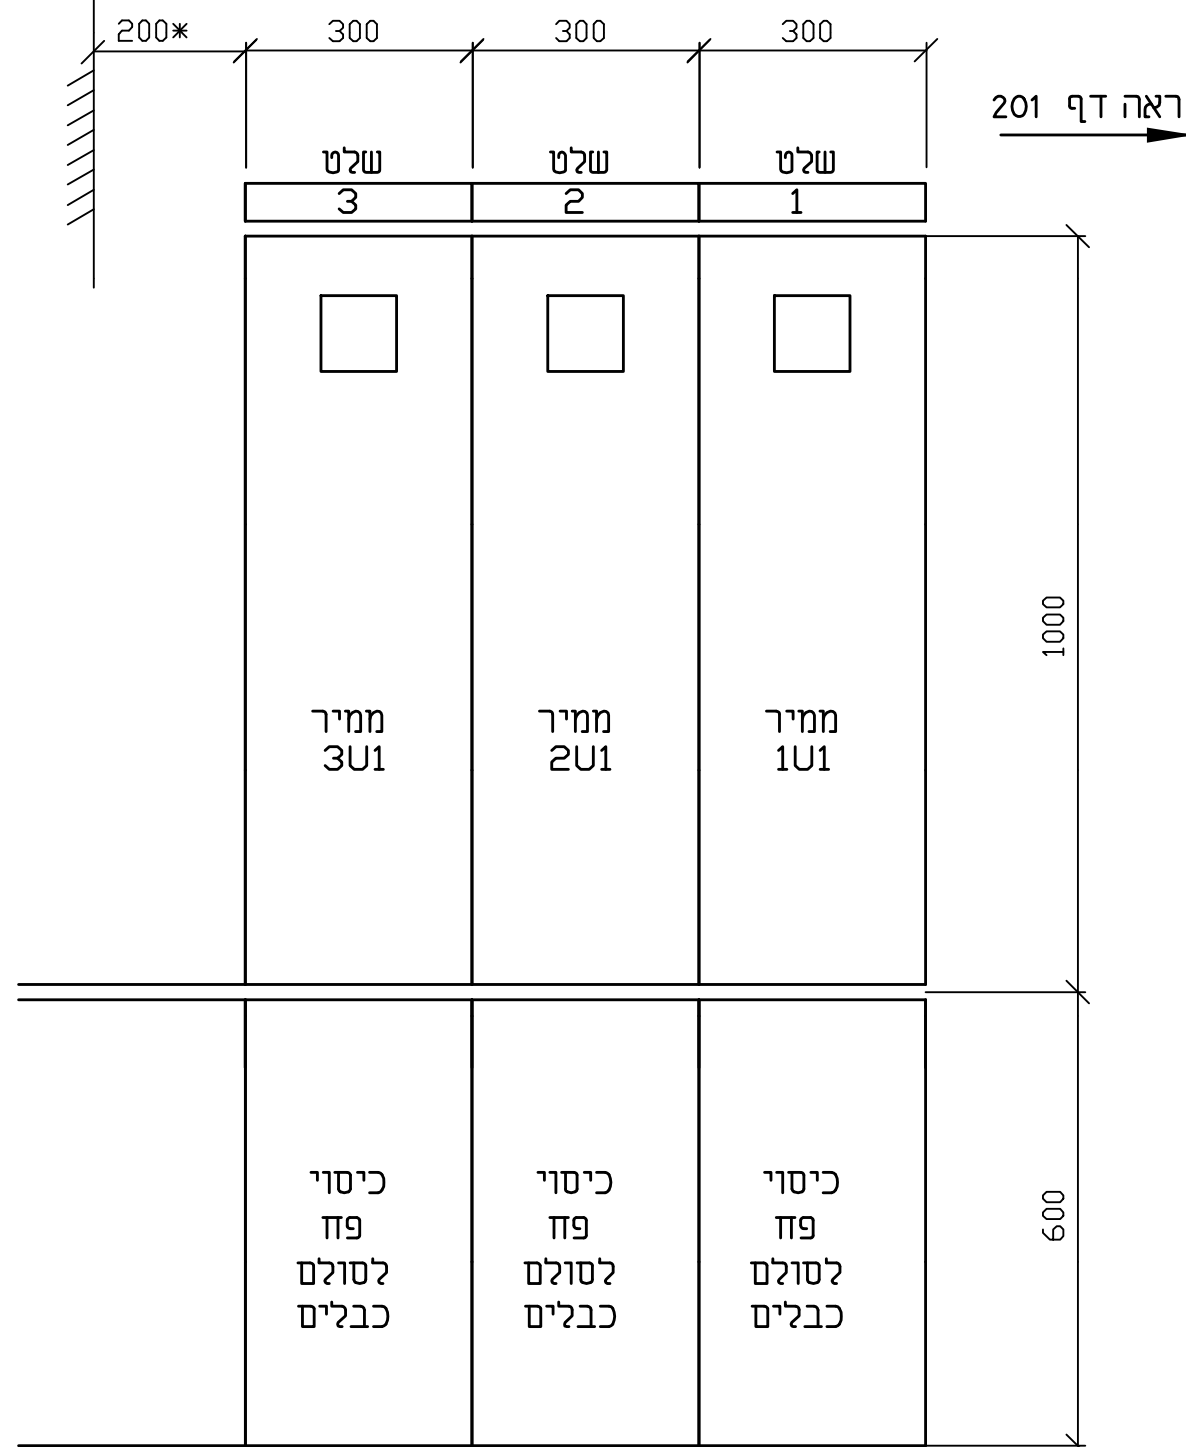 200*
300
300
300
ראה דף 201
שלט
3
שלט
2
שלט
1
ממיר
3U1
ממיר
2U1
ממיר
1U1
1000
כיסוי
פח
לסולם
כבלים
כיסוי
פח
לסולם
כבלים
כיסוי
פח
לסולם
כבלים
600